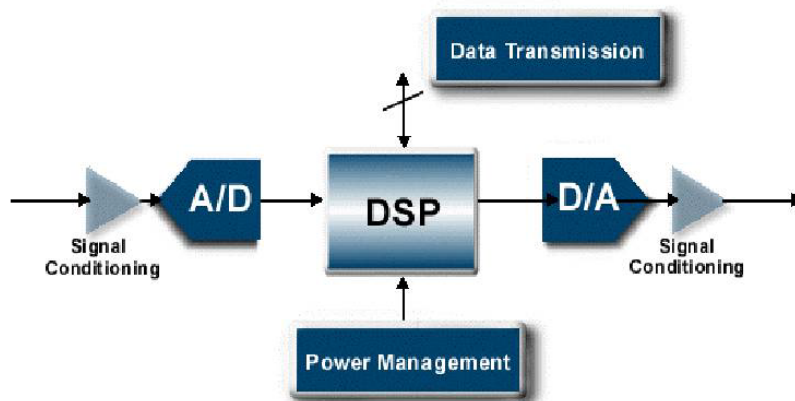 Data Transmission
A/D
DSP
D/A
Signal
Conditioning
Signal
Conditioning
Power Management